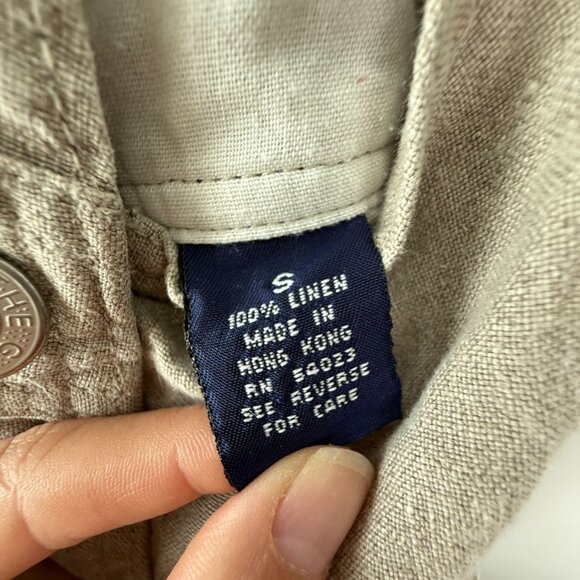 S
100% LINEN
MADE IN
HONG KONG
RN 54023
SEE REVERSE
FOR CARE